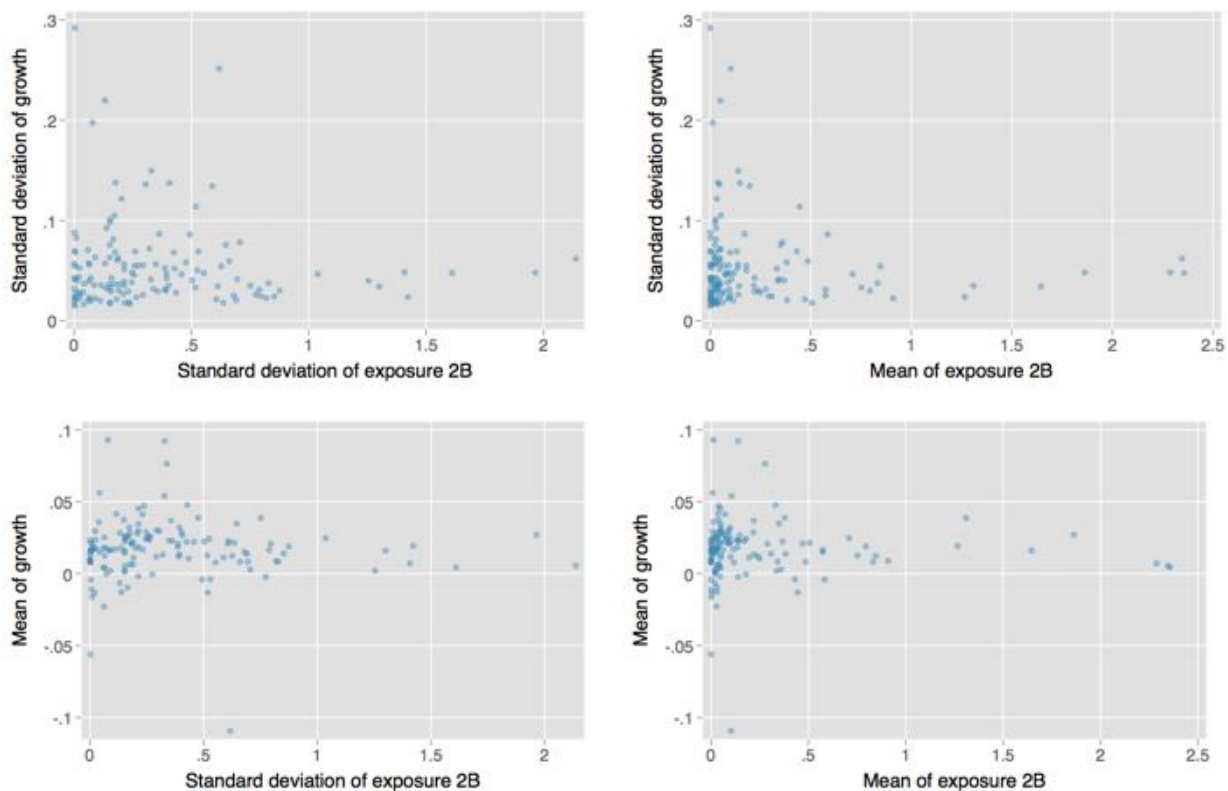 .3
.2
.1
0
Standard deviation of growth
0 .5 1 1.5 2
Standard deviation of exposure 2B
.3
.2
.1
0
Standard deviation of growth
0 .5 1 1.5 2 2.5
Mean of exposure 2B
.1
.05
0
-.05
-.1
Mean of growth
0 .5 1 1.5 2
Standard deviation of exposure 2B
.1
.05
0
-.05
-.1
Mean of growth
0 .5 1 1.5 2 2.5
Mean of exposure 2B